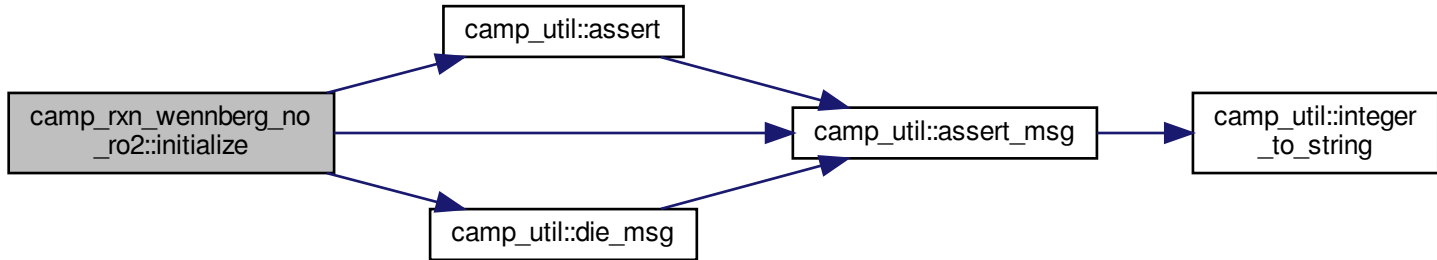 camp_rxn_wennberg_no
_ro2::initialize
camp_util::assert
camp_util::die_msg
camp_util::assert_msg
camp_util::integer
_to_string